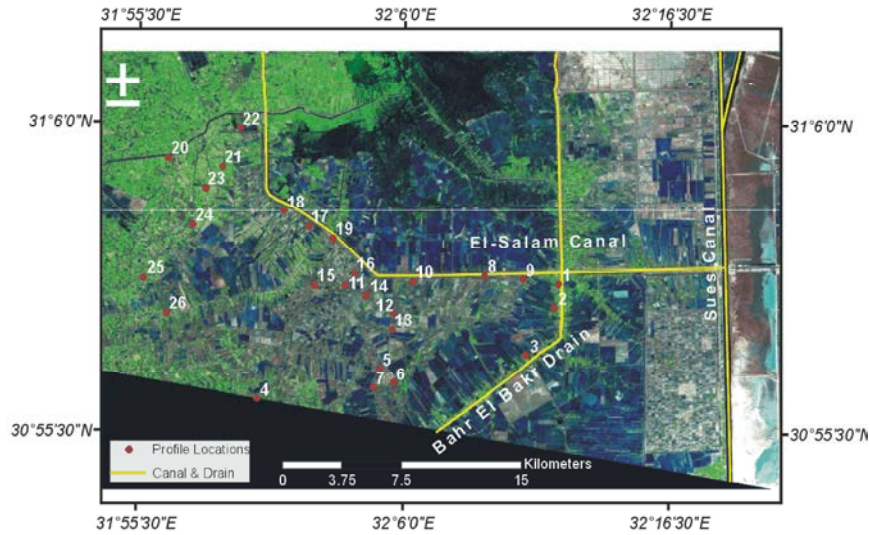 31°55'30"E 32°6'0"E 32°16'30"E
31°6'0"N 31°6'0"N
22
20
21
23
18
24
17
19
El-Salam Canal
Sues Canal
25
16
15
11
14
10
8
9
1
26
12
2
13
3
5
6
7
Bahr El Bakr Drain
4
30°55'30"N 30°55'30"N
Profile Locations
Canal & Drain
Kilometers
0 3.75 7.5 15
31°55'30"E 32°6'0"E 32°16'30"E